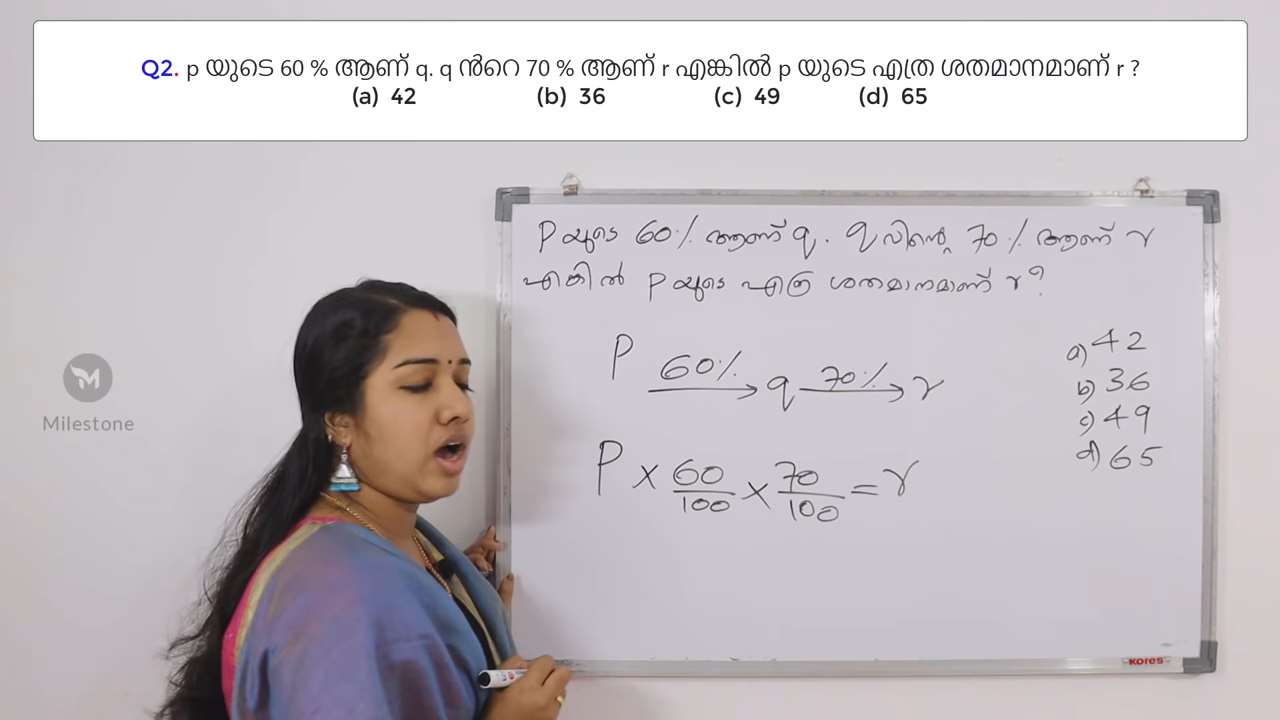 Q2. p യുടെ 60 % ആണ് q. q ൻറെ 70 % ആണ് r എങ്കിൽ p യുടെ എത്ര ശതമാനമാണ് r ?
(a) 42 (b) 36 (c) 49 (d) 65
P യുടെ 60% ആണ് q. q വിന്റെ 70% ആണ് r
എങ്കിൽ P യുടെ എത്ര ശതമാനമാണ് r?
P 60% → q 70% → r
a) 42
b) 36
c) 49
d) 65
P × 60/100 × 70/100 = r
Milestone
KORES